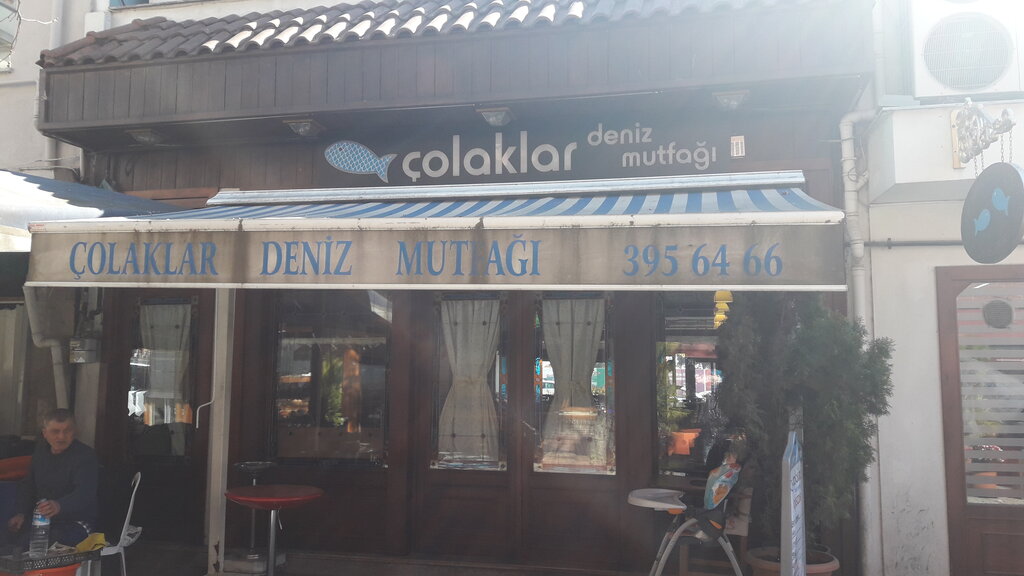 çolaklar deniz
mutfağı
ÇOLAKLAR DENİZ MUTFAĞI 395 64 66